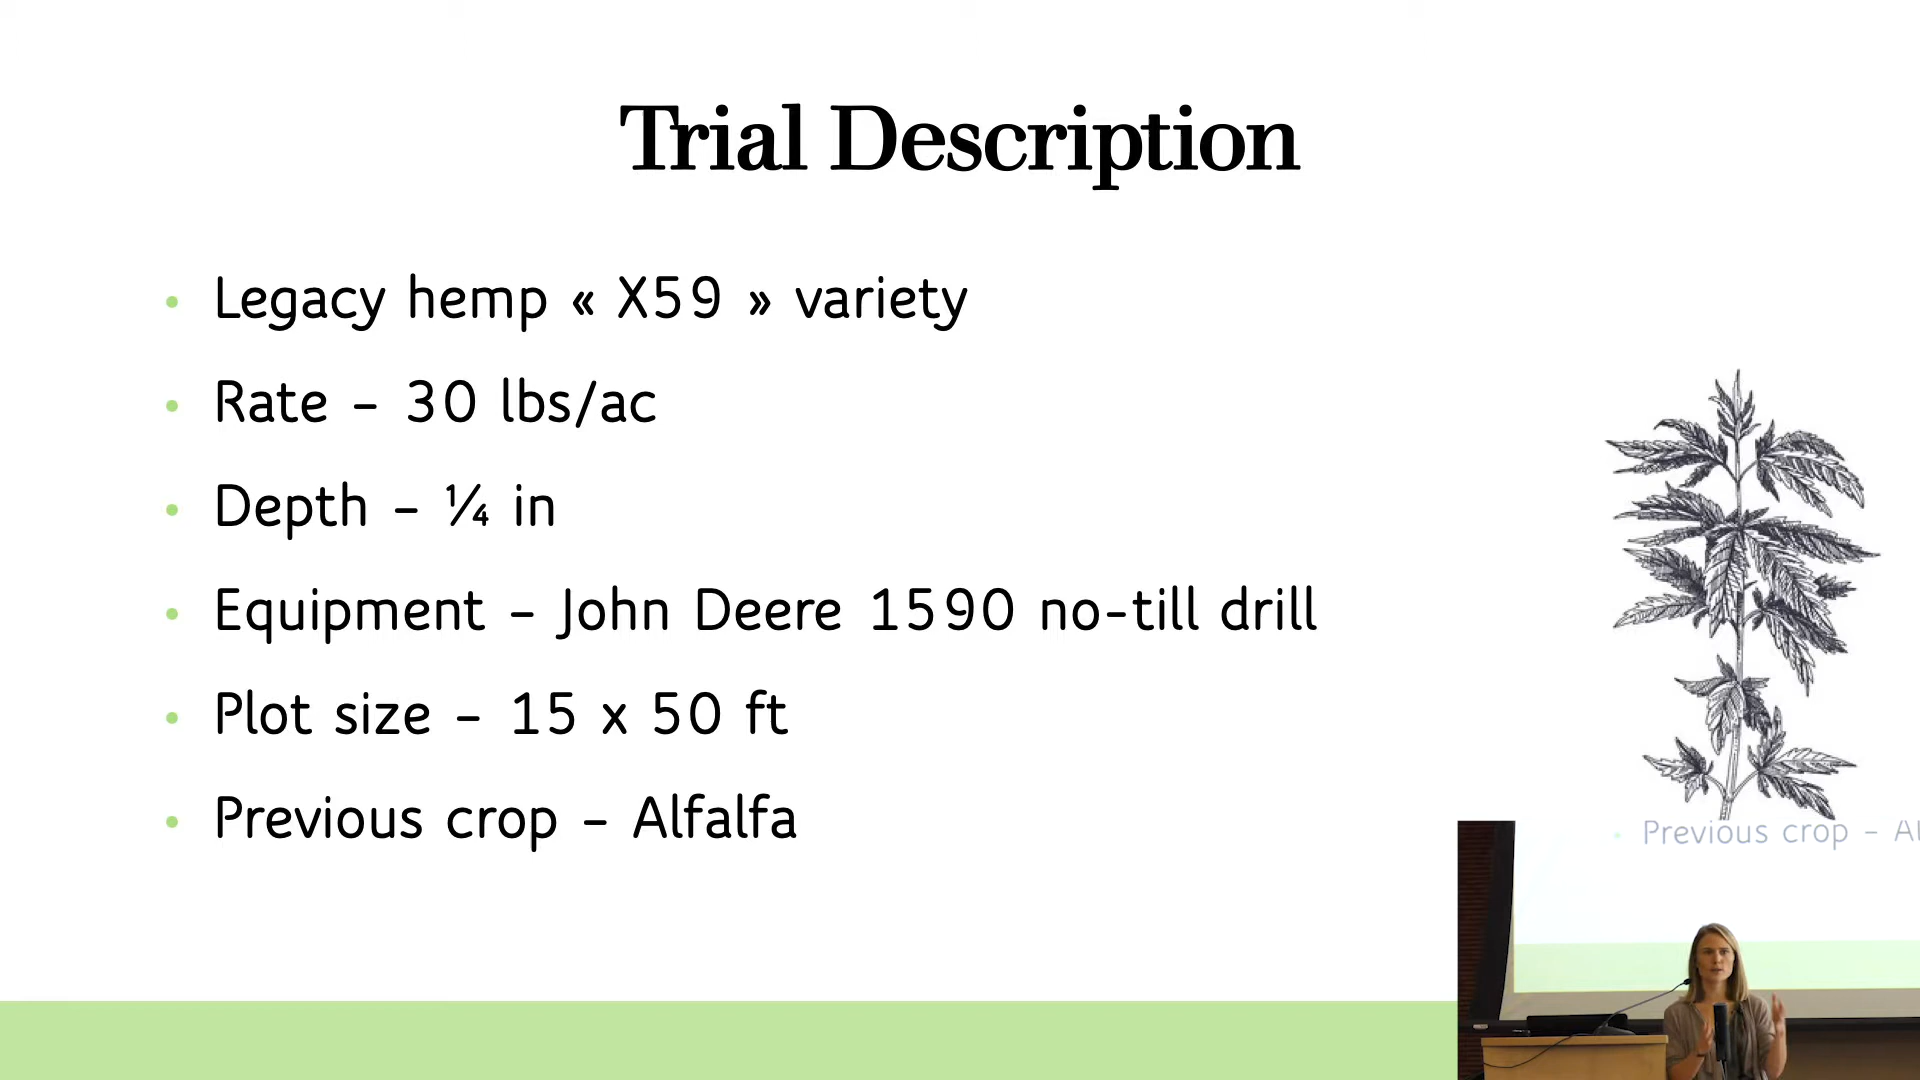 Trial Description
• Legacy hemp « X59 » variety
• Rate – 30 lbs/ac
• Depth – ¼ in
• Equipment – John Deere 1590 no-till drill
• Plot size – 15 x 50 ft
• Previous crop – Alfalfa
• Previous crop – Al